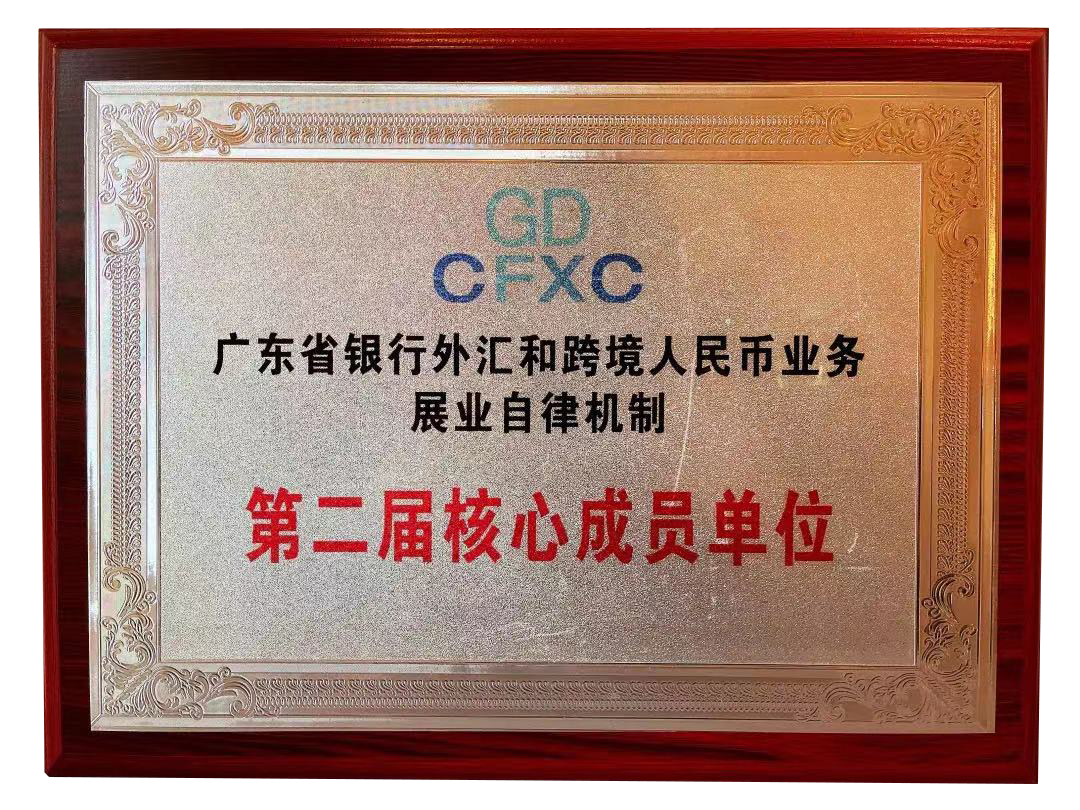 GD
CFXC
广东省银行外汇和跨境人民币业务
展业自律机制
第二届核心成员单位